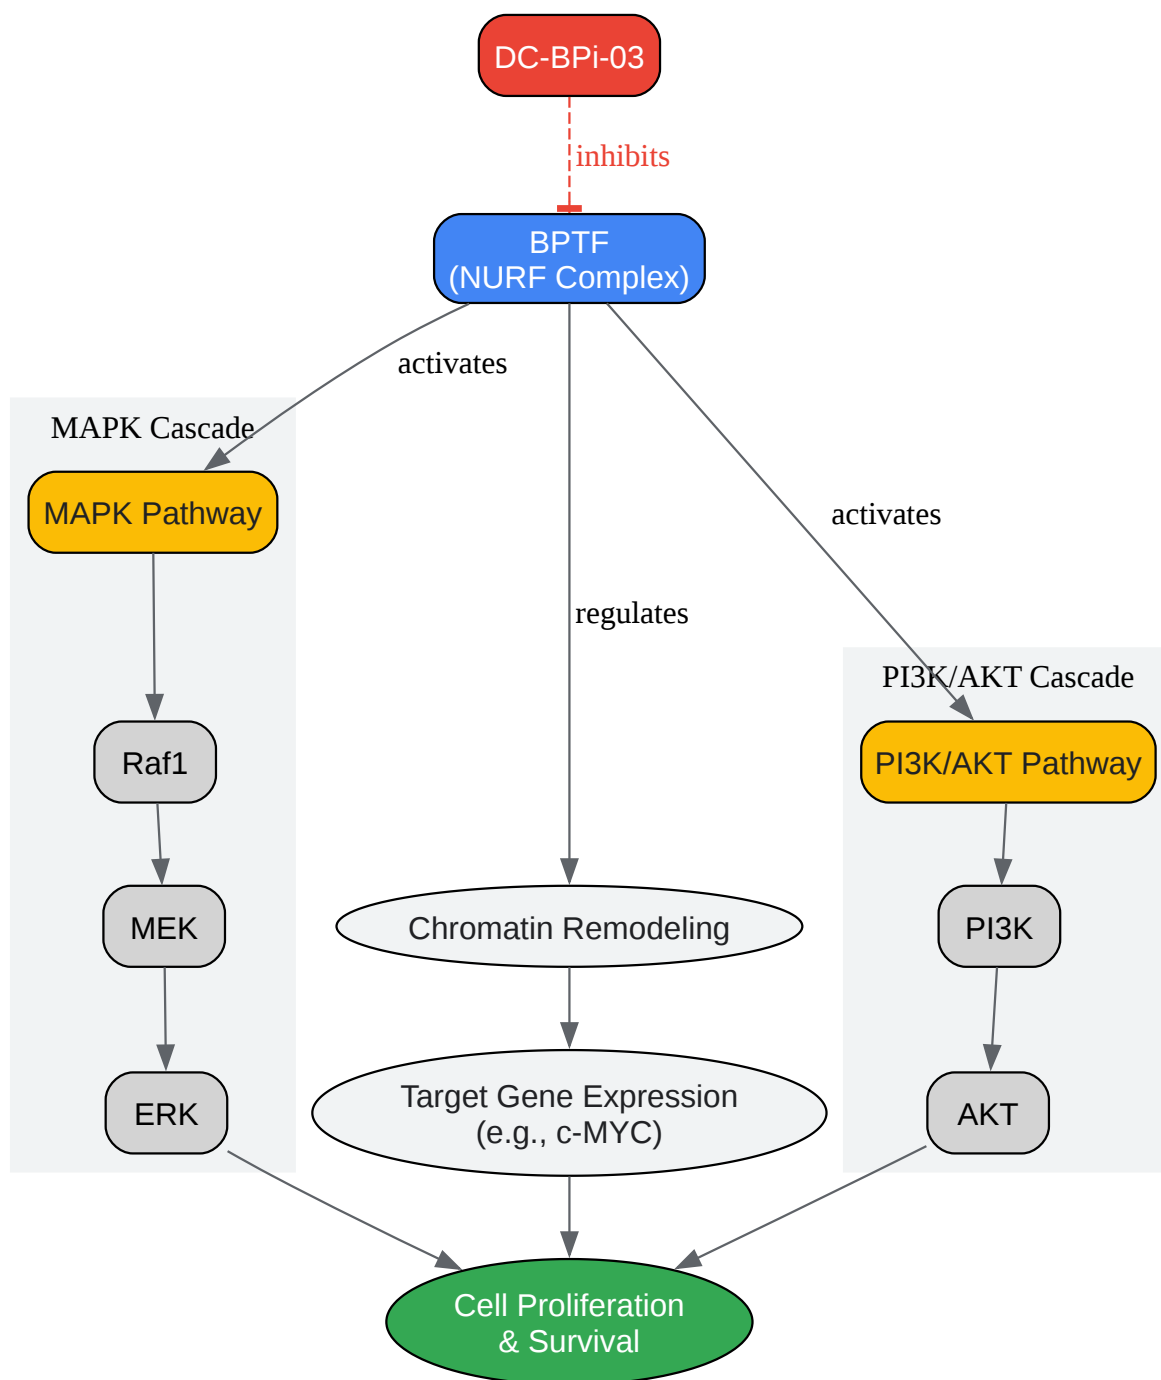 DC-BPi-03
inhibits
BPTF
(NURF Complex)
activates
MAPK Cascade
MAPK Pathway
activates
regulates
PI3K/AKT Cascade
Raf1
PI3K/AKT Pathway
MEK
Chromatin Remodeling
PI3K
ERK
Target Gene Expression
(e.g., c-MYC)
AKT
Cell Proliferation
& Survival